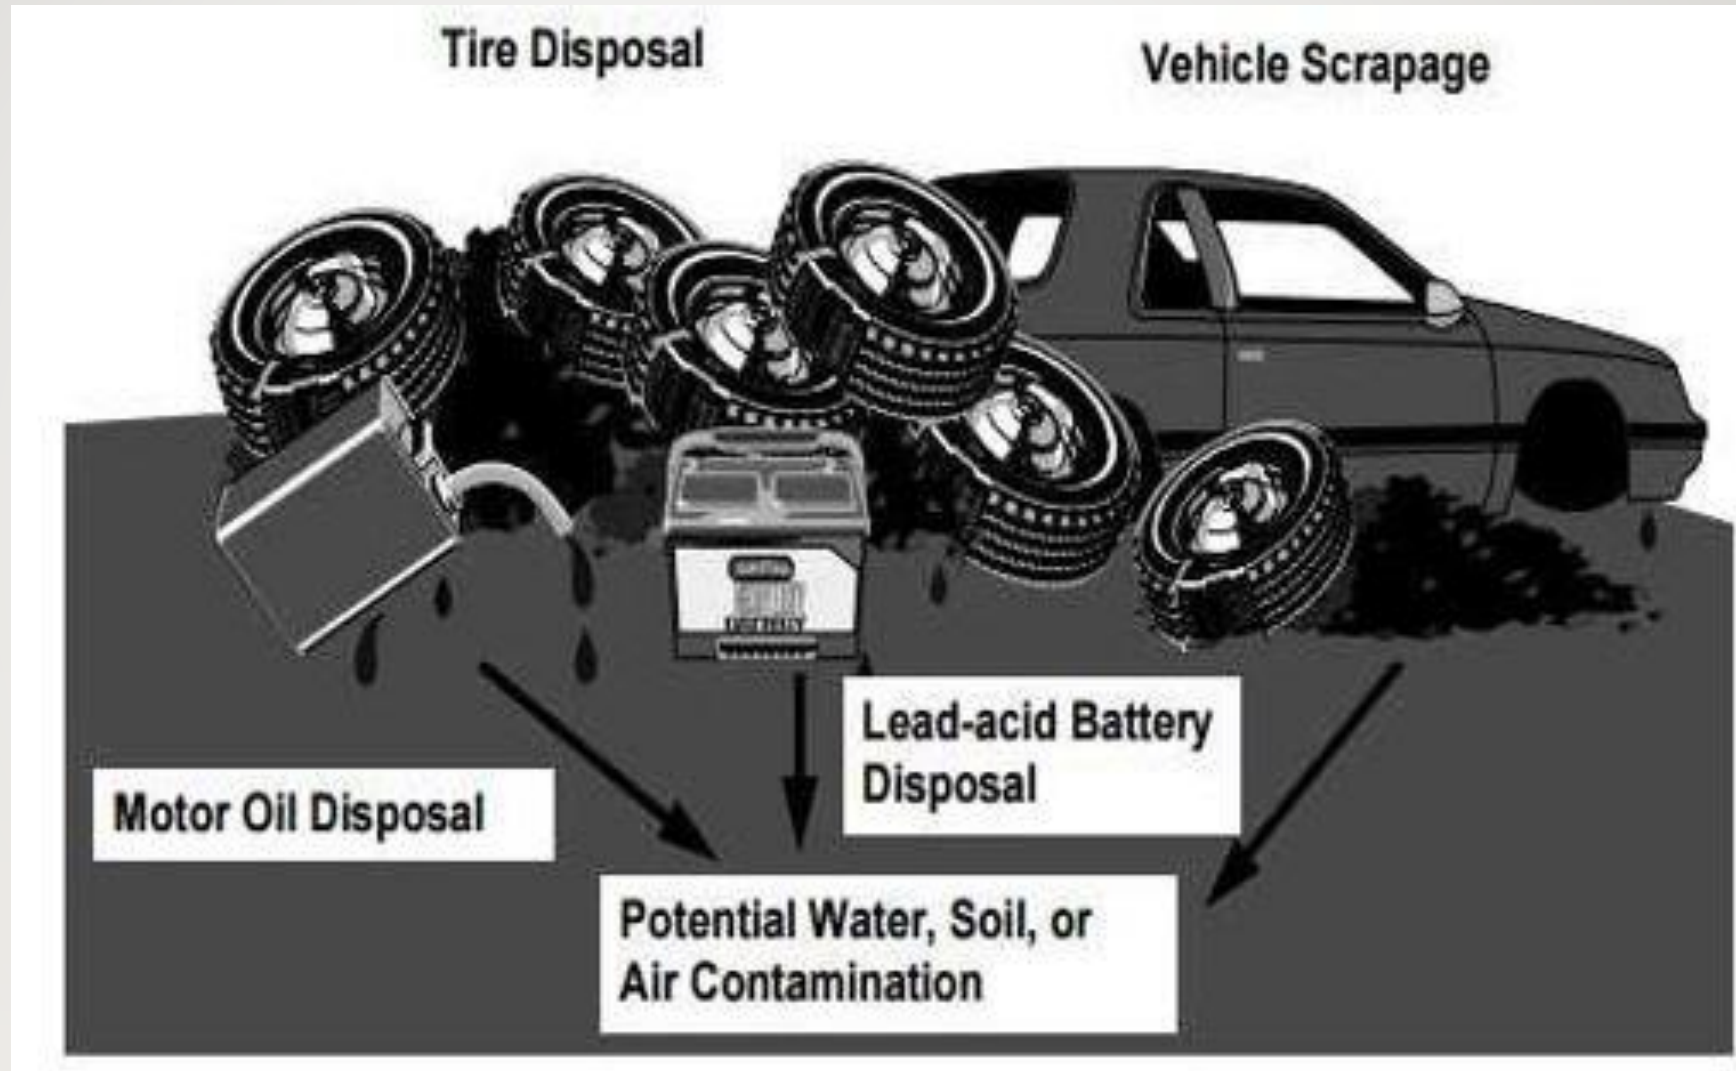 Tire Disposal
Vehicle Scrapage
Lead-acid Battery
Disposal
Motor Oil Disposal
Potential Water, Soil, or
Air Contamination